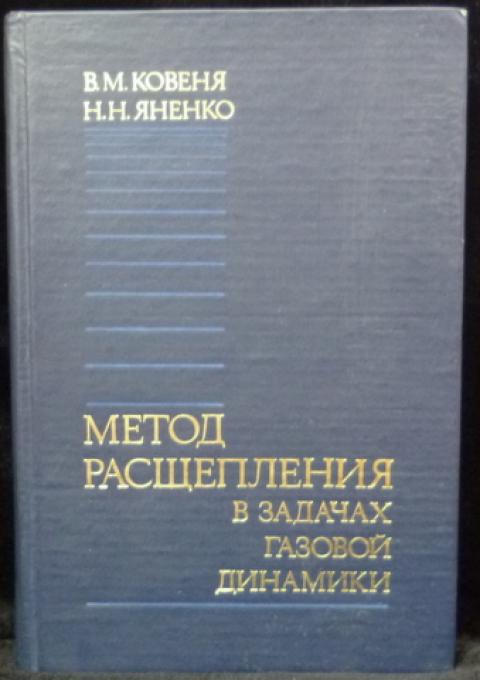 В.М. КОВЕНЯ
Н.Н. ЯНЕНКО
МЕТОД
РАСЩЕПЛЕНИЯ
В ЗАДАЧАХ
ГАЗОВОЙ
ДИНАМИКИ